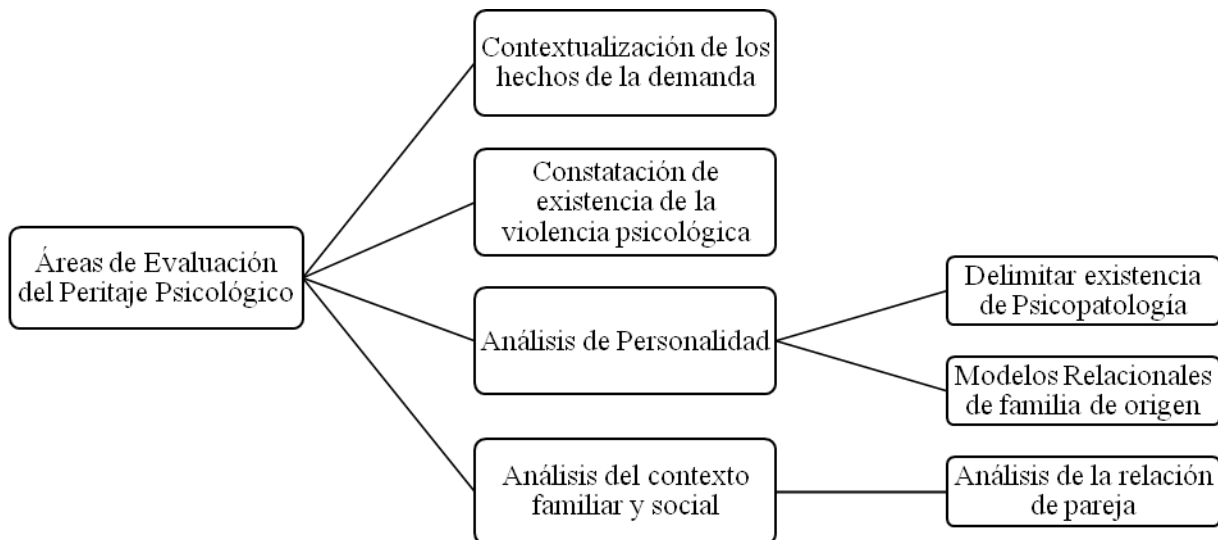 Áreas de Evaluación
del Peritaje Psicológico
Contextualización de los
hechos de la demanda
Constatación de
existencia de la
violencia psicológica
Análisis de Personalidad
Delimitar existencia
de Psicopatología
Modelos Relacionales
de familia de origen
Análisis del contexto
familiar y social
Análisis de la relación
de pareja